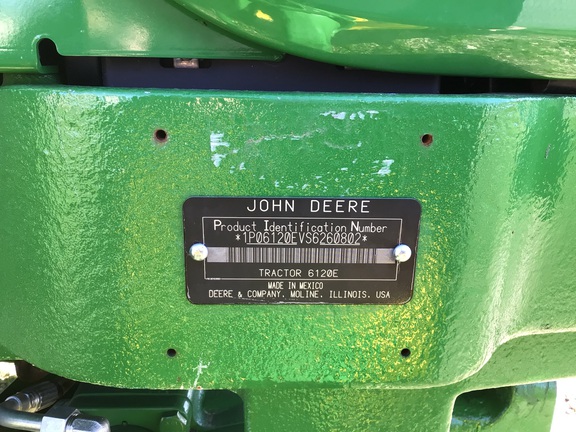 JOHN DEERE
Product Identification Number
*1P06120EVS6260802*
TRACTOR 6120E
MADE IN MEXICO
DEERE & COMPANY, MOLINE, ILLINOIS, USA